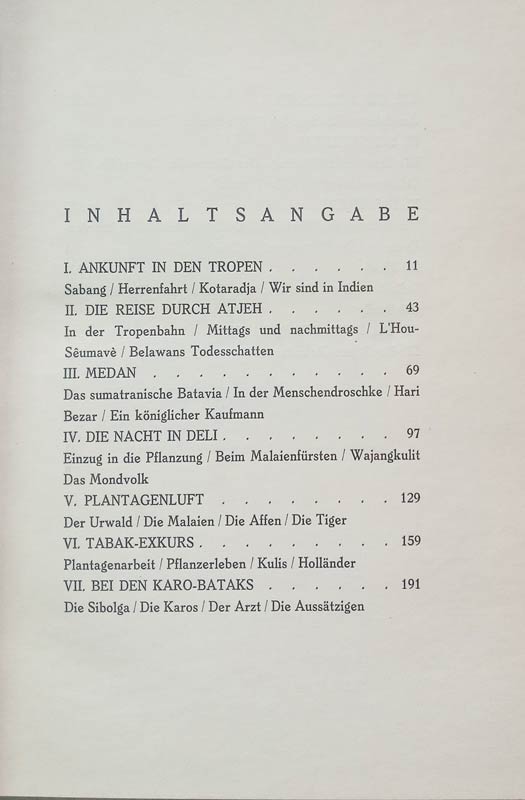 INHALTSANGABE
I. ANKUNFT IN DEN TROPEN . . . . . . 11
Sabang / Herrenfahrt / Kotaradja / Wir sind in Indien
II. DIE REISE DURCH ATJEH . . . . . . 43
In der Tropenbahn / Mittags und nachmittags / L'Hou-
Sêumavè / Belawans Todesschatten
III. MEDAN . . . . . . . . . . . 69
Das sumatranische Batavia / In der Menschendroschke / Hari
Bezar / Ein königlicher Kaufmann
IV. DIE NACHT IN DELI . . . . . . . . 97
Einzug in die Pflanzung / Beim Malaienfürsten / Wajangkulit
Das Mondvolk
V. PLANTAGENLUFT . . . . . . . . 129
Der Urwald / Die Malaien / Die Affen / Die Tiger
VI. TABAK-EXKURS . . . . . . . . . 159
Plantagenarbeit / Pflanzerleben / Kulis / Holländer
VII. BEI DEN KARO-BATAKS . . . . . . 191
Die Sibolga / Die Karos / Der Arzt / Die Aussätzigen